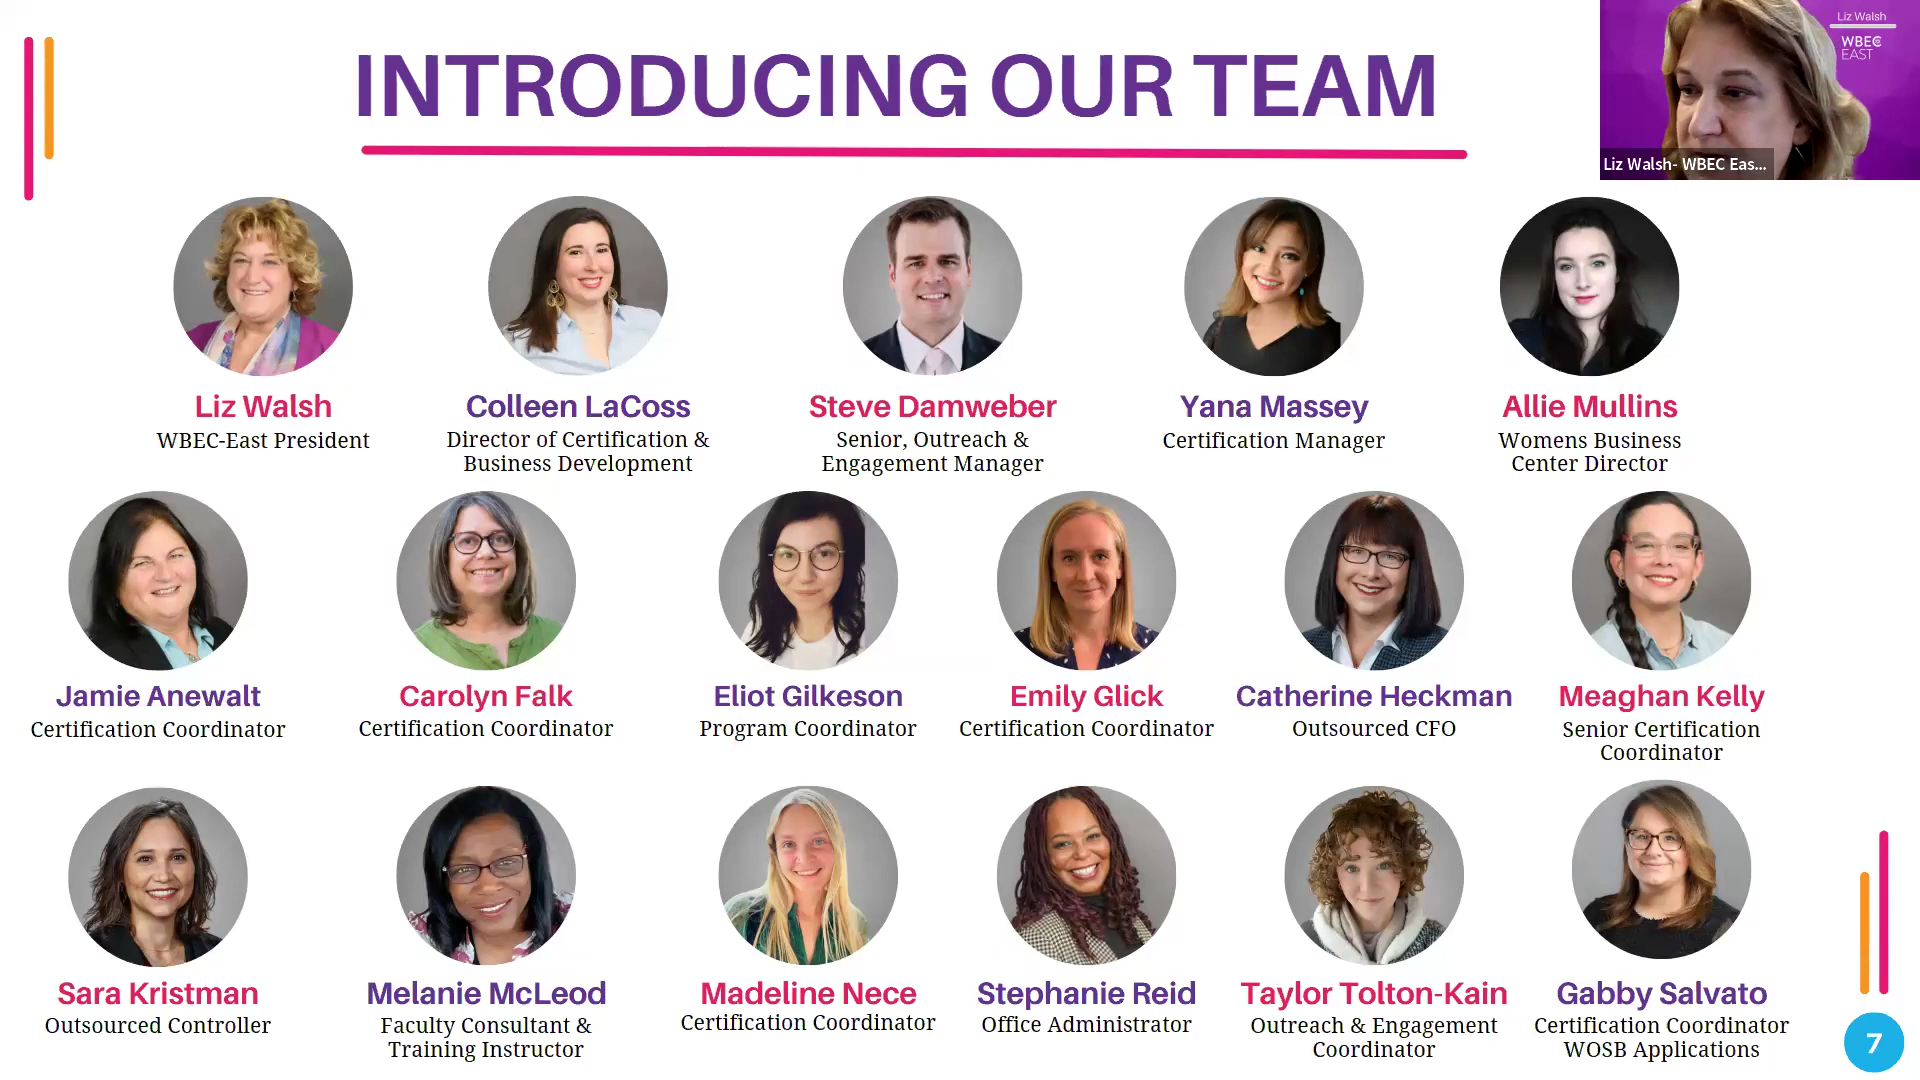 INTRODUCING OUR TEAM
Liz Walsh
WBEC
EAST
Liz Walsh- WBEC Eas...
Liz Walsh
WBEC-East President
Colleen LaCoss
Director of Certification &
Business Development
Steve Damweber
Senior, Outreach &
Engagement Manager
Yana Massey
Certification Manager
Allie Mullins
Womens Business
Center Director
Jamie Anewalt
Certification Coordinator
Carolyn Falk
Certification Coordinator
Eliot Gilkeson
Program Coordinator
Emily Glick
Certification Coordinator
Catherine Heckman
Outsourced CFO
Meaghan Kelly
Senior Certification
Coordinator
Sara Kristman
Outsourced Controller
Melanie McLeod
Faculty Consultant &
Training Instructor
Madeline Nece
Certification Coordinator
Stephanie Reid
Office Administrator
Taylor Tolton-Kain
Outreach & Engagement
Coordinator
Gabby Salvato
Certification Coordinator
WOSB Applications
7